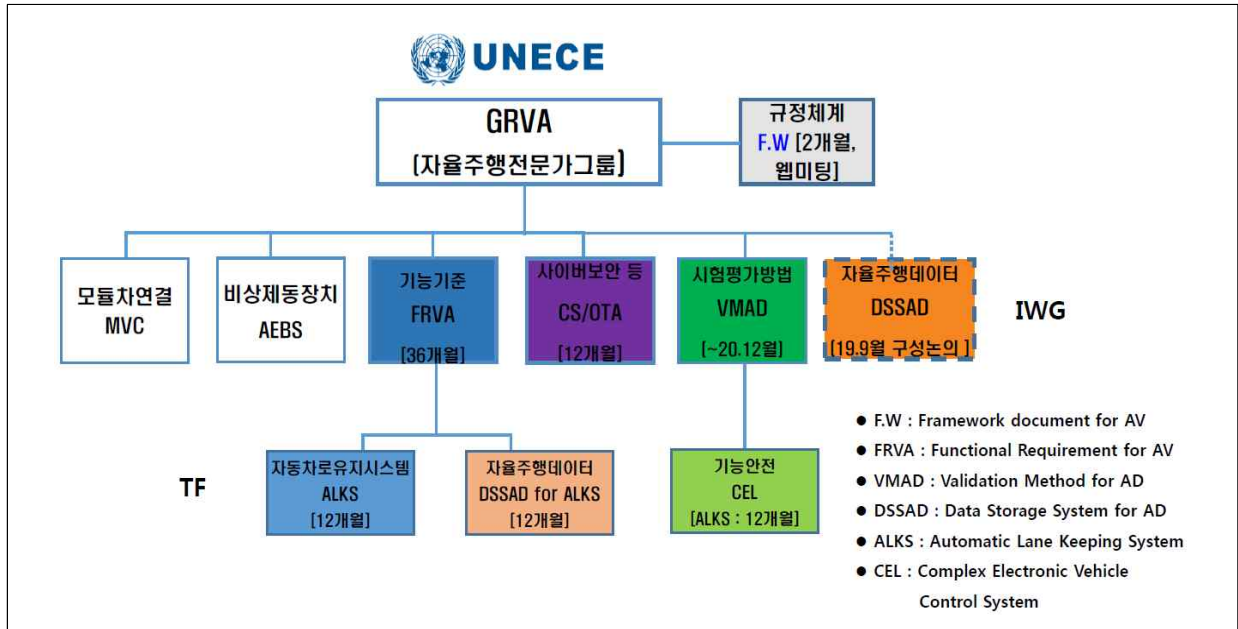 UNECE
GRVA
[자율주행전문가그룹]
규정체계
F.W [2개월,
웹미팅]
모듈차연결
MVC
비상제동장치
AEBS
기능기준
FRVA
[36개월]
사이버보안 등
CS/OTA
[12개월]
시험평가방법
VMAD
[~20.12월]
자율주행데이터
DSSAD
[19.9월 구성논의 ]
IWG
TF
자동차로유지시스템
ALKS
[12개월]
자율주행데이터
DSSAD for ALKS
[12개월]
기능안전
CEL
[ALKS : 12개월]
● F.W : Framework document for AV
● FRVA : Functional Requirement for AV
● VMAD : Validation Method for AD
● DSSAD : Data Storage System for AD
● ALKS : Automatic Lane Keeping System
● CEL : Complex Electronic Vehicle
Control System